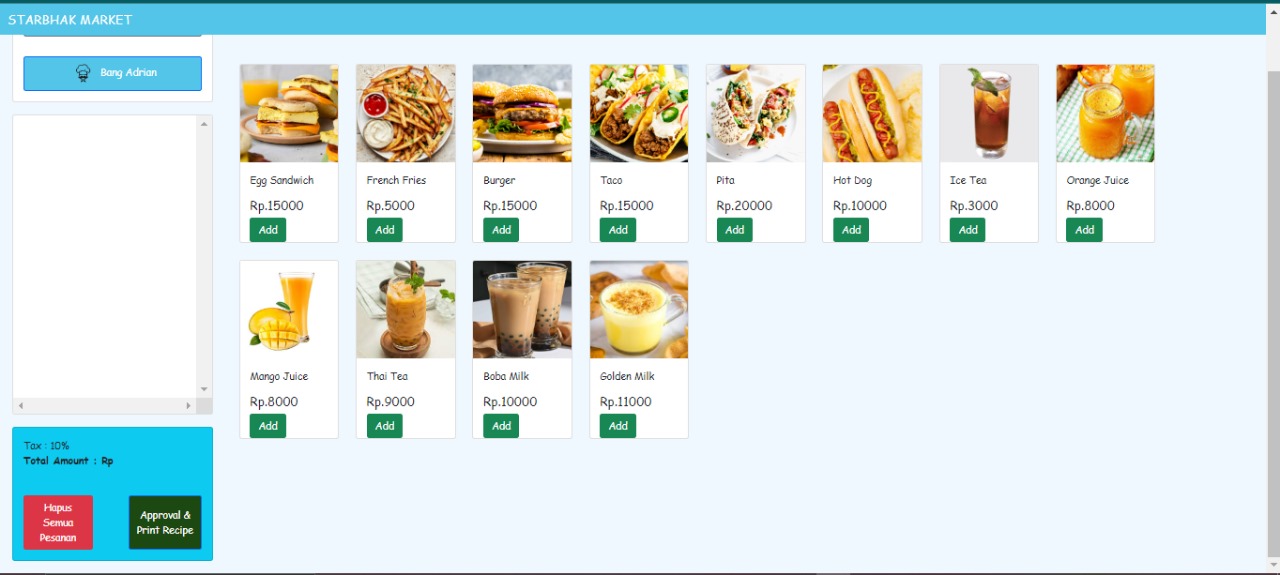 STARBHAK MARKET
Bang Adrian
Egg Sandwich
Rp.15000
Add
French Fries
Rp.5000
Add
Burger
Rp.15000
Add
Taco
Rp.15000
Add
Pita
Rp.20000
Add
Hot Dog
Rp.10000
Add
Ice Tea
Rp.3000
Add
Orange Juice
Rp.8000
Add
Mango Juice
Rp.8000
Add
Thai Tea
Rp.9000
Add
Boba Milk
Rp.10000
Add
Golden Milk
Rp.11000
Add
Tax : 10%
Total Amount : Rp
Hapus
Semua
Pesanan
Approval &
Print Recipe